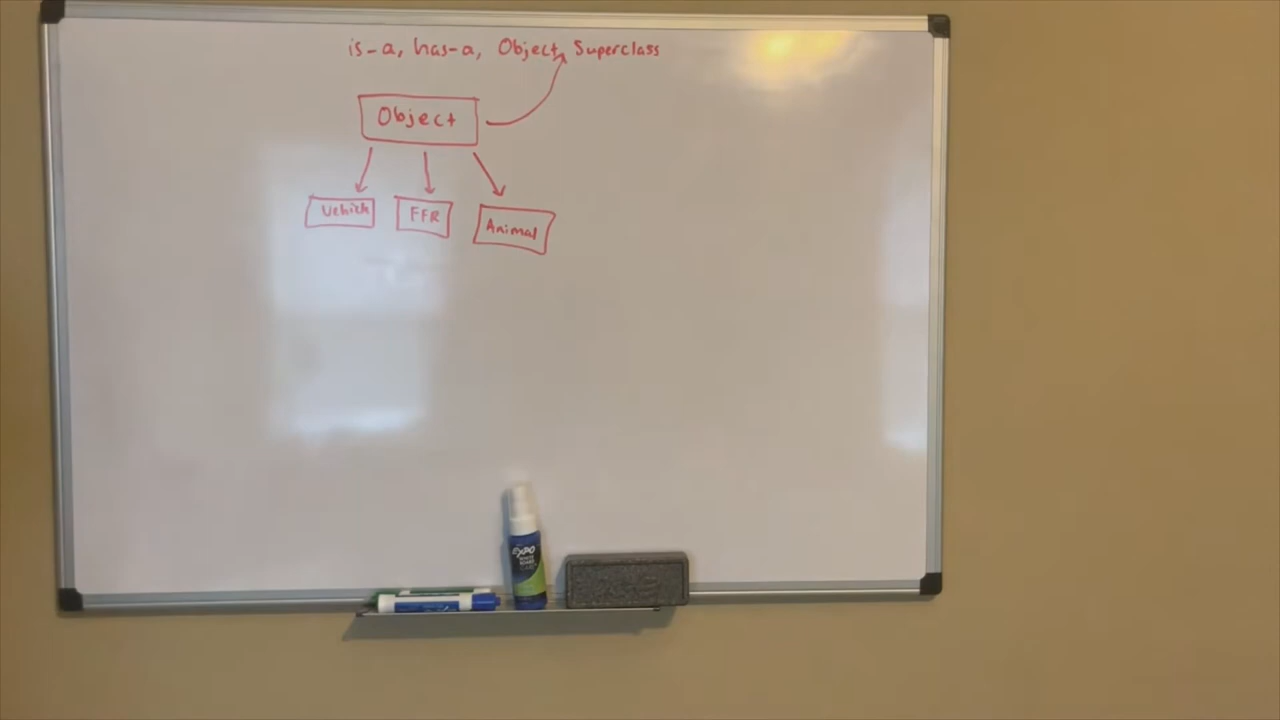 is-a, has-a, Object Superclass
Object
Vehicle
FFR
Animal
EXPO